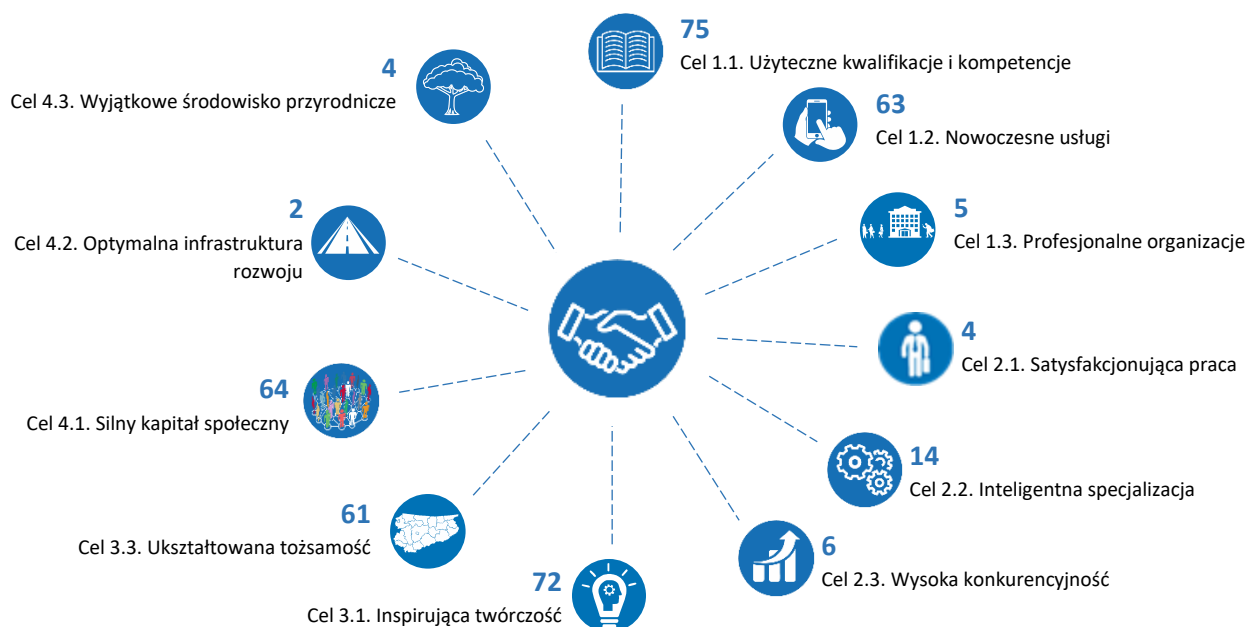 75
Cel 1.1. Użyteczne kwalifikacje i kompetencje
63
Cel 1.2. Nowoczesne usługi
5
Cel 1.3. Profesjonalne organizacje
4
Cel 2.1. Satysfakcjonująca praca
14
Cel 2.2. Inteligentna specjalizacja
6
Cel 2.3. Wysoka konkurencyjność
72
Cel 3.1. Inspirująca twórczość
61
Cel 3.3. Ukształtowana tożsamość
64
Cel 4.1. Silny kapitał społeczny
2
Cel 4.2. Optymalna infrastruktura
rozwoju
4
Cel 4.3. Wyjątkowe środowisko przyrodnicze